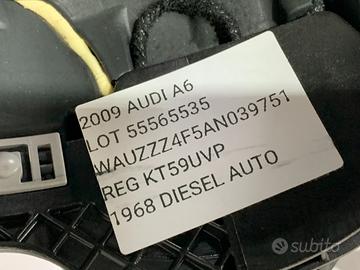 2009 AUDI A6
LOT 55565535
WAUZZZ4F5AN039751
REG KT59UVP
1968 DIESEL AUTO
subito